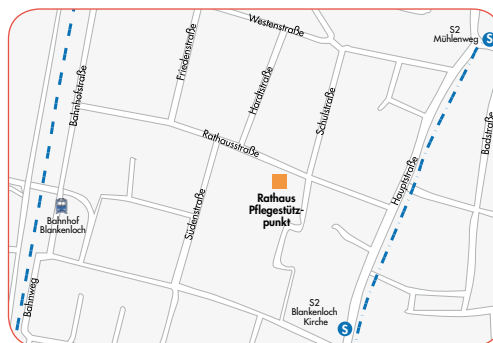 Westenstraße
S2
Mühlenweg
S
Bahnhofstraße
Friedenstraße
Hardtstraße
Schulstraße
Badstraße
Rathausstraße
Hauptstraße
Südenstraße
Rathaus
Pflegestütz-
punkt
Bahnhof
Blankenloch
Bahnweg
S2
Blankenloch
Kirche
S